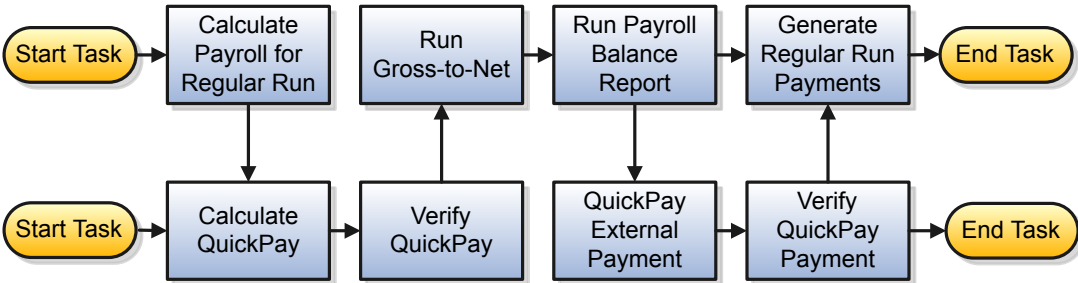 Start Task
Calculate
Payroll for
Regular Run
Run
Gross-to-Net
Run Payroll
Balance
Report
Generate
Regular Run
Payments
End Task
Start Task
Calculate
QuickPay
Verify
QuickPay
QuickPay
External
Payment
Verify
QuickPay
Payment
End Task